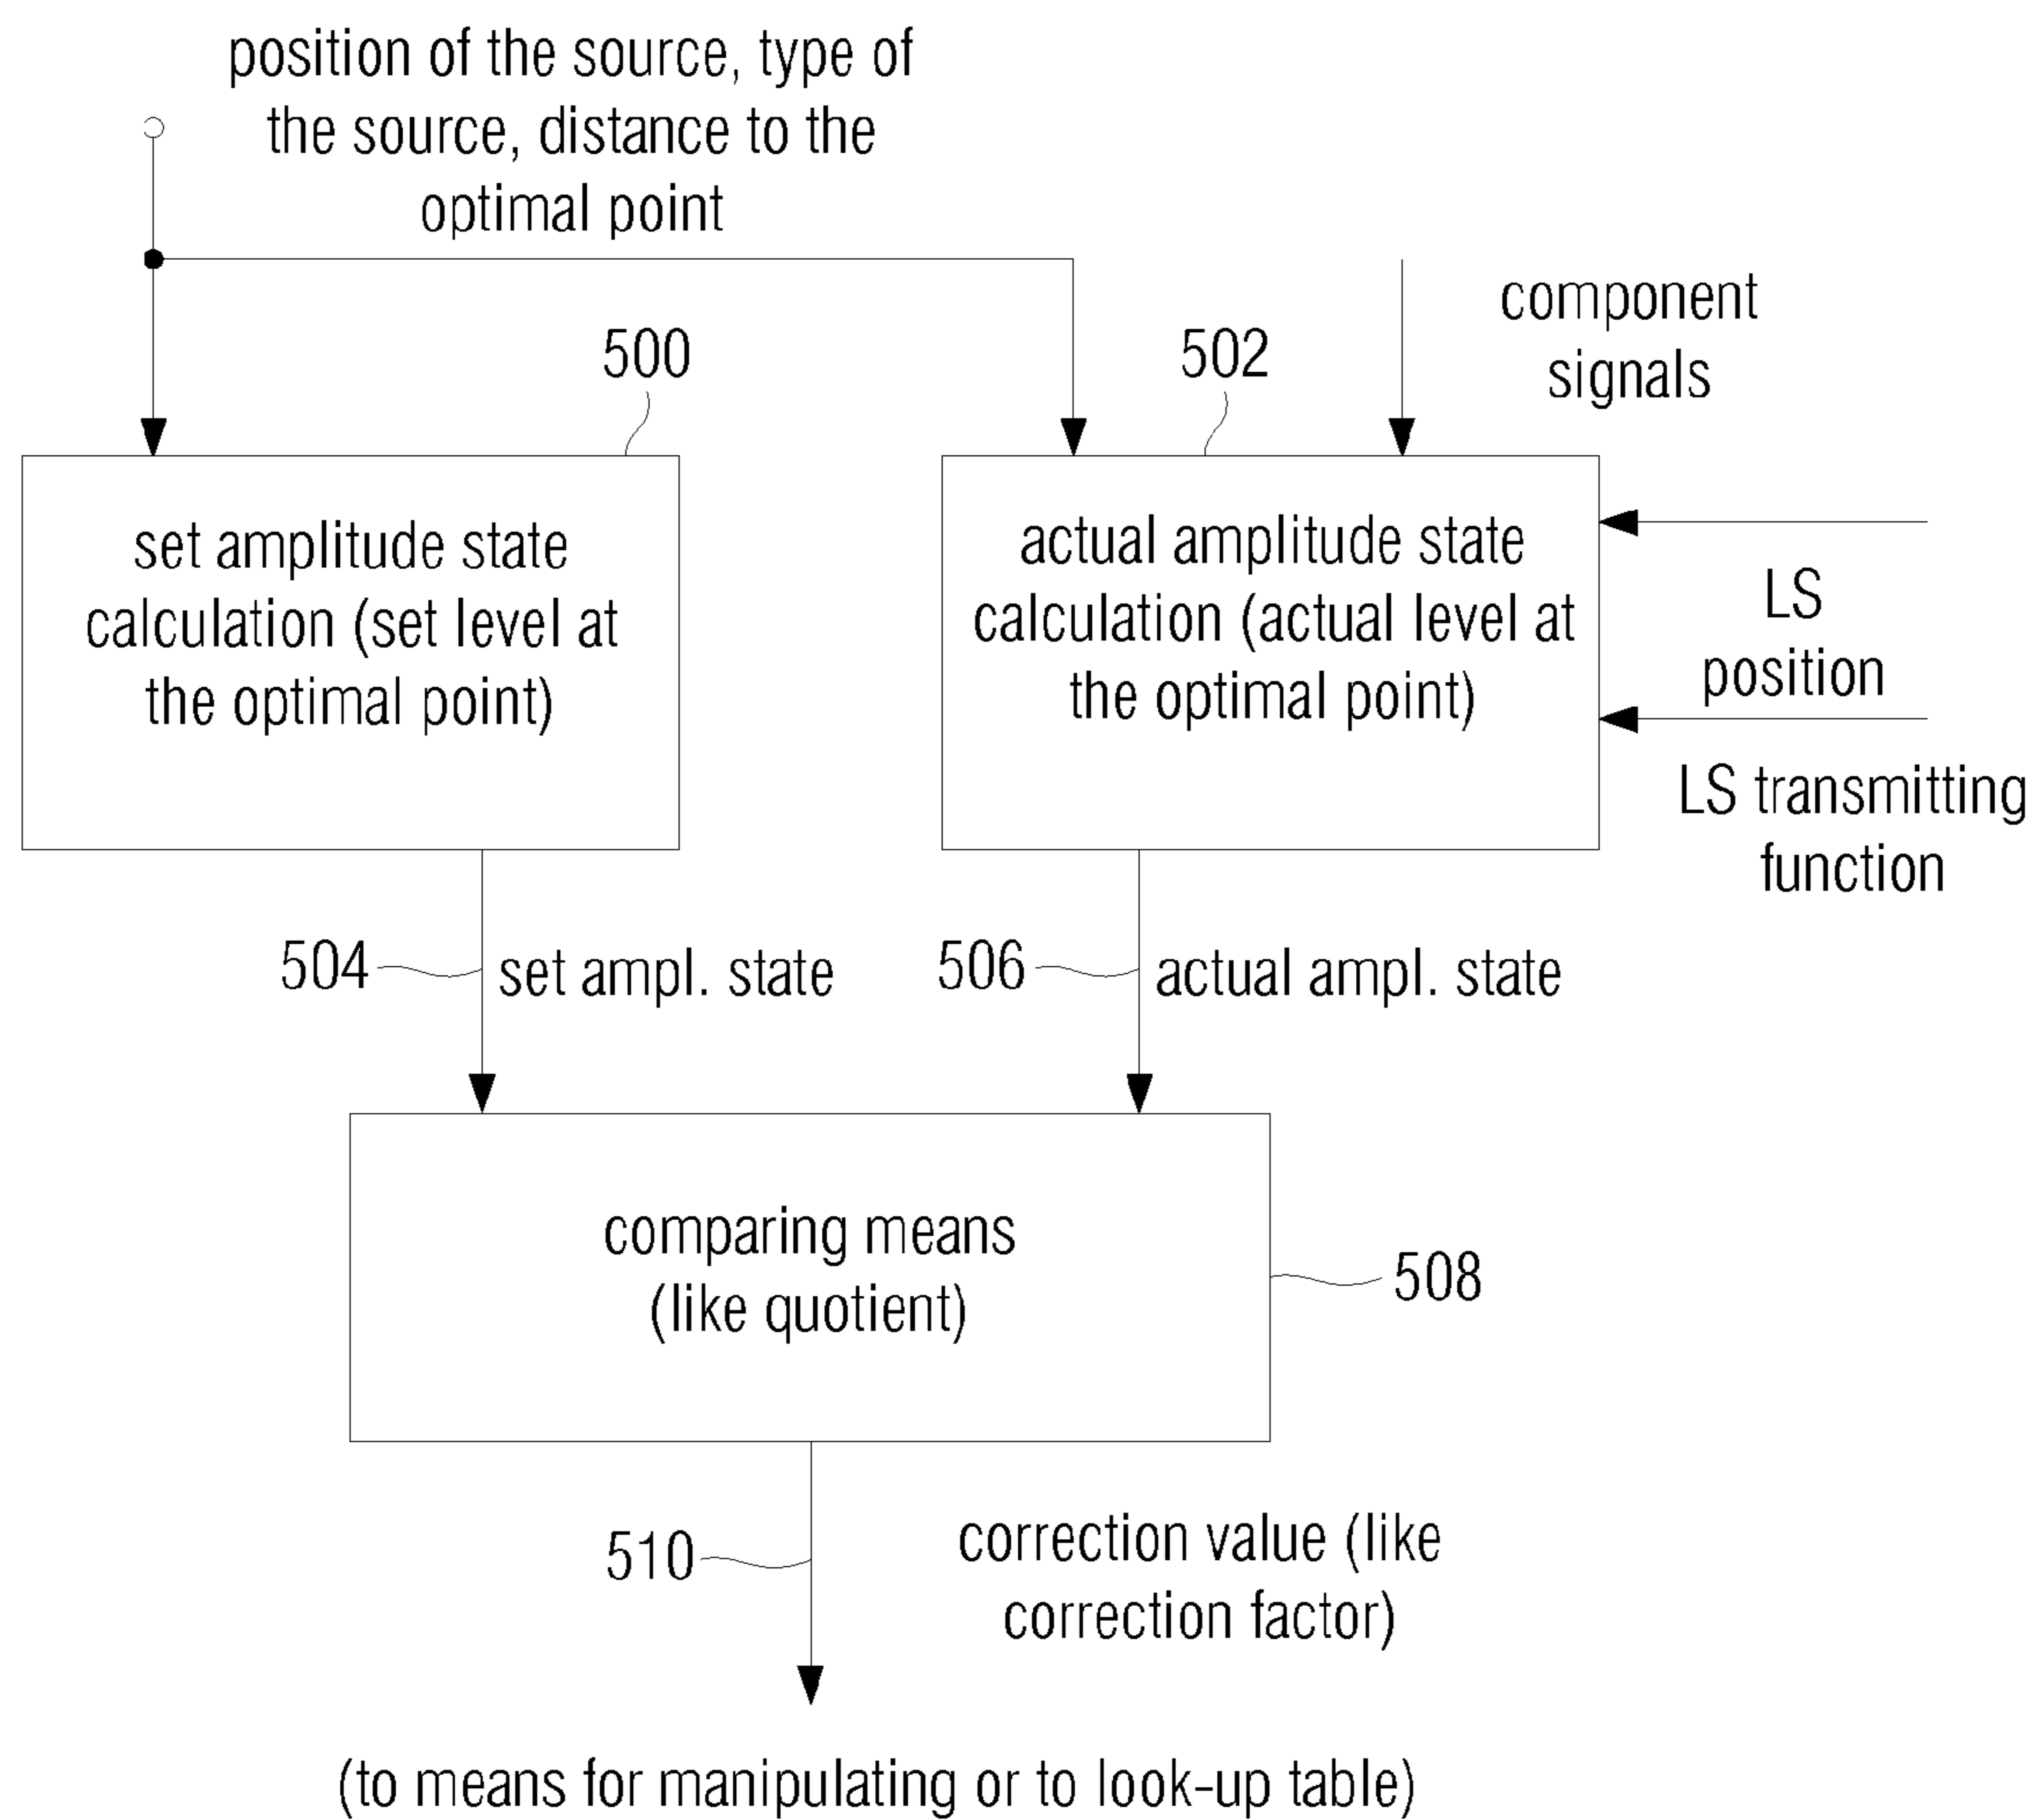 position of the source, type of
the source, distance to the
optimal point
component
signals
500
502
set amplitude state
calculation (set level at
the optimal point)
actual amplitude state
calculation (actual level at
the optimal point)
LS
position
LS transmitting
function
504
set ampl. state
506
actual ampl. state
comparing means
(like quotient)
508
510
correction value (like
correction factor)
(to means for manipulating or to look-up table)